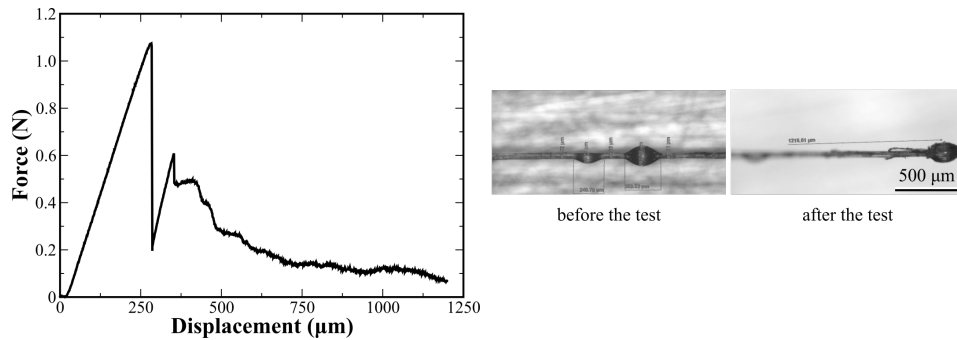 1.2
1.0
0.8
0.6
0.4
0.2
0
Force (N)
0 250 500 750 1000 1250
Displacement (μm)
before the test
500 μm
after the test